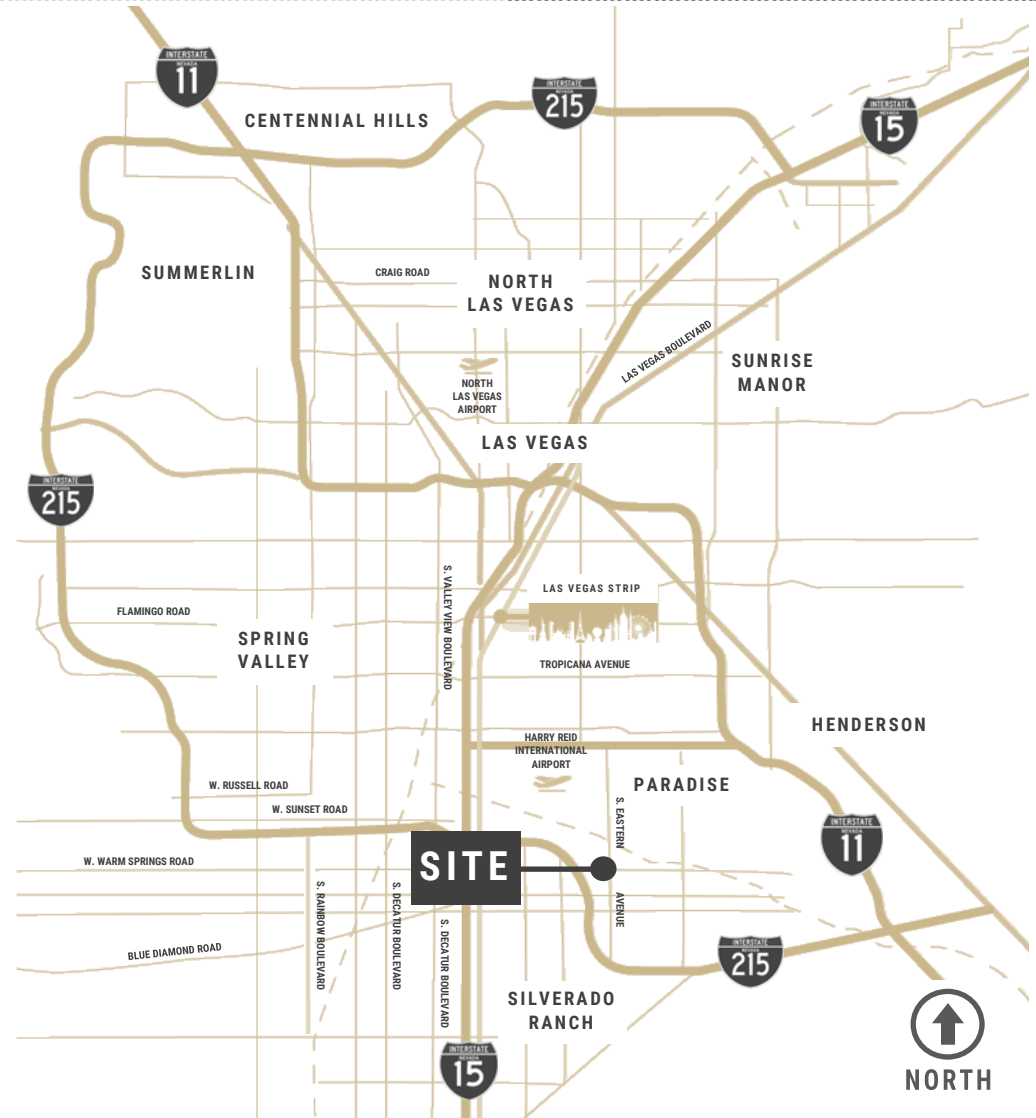 INTERSTATE
NEVADA
11
INTERSTATE
NEVADA
215
INTERSTATE
NEVADA
15
CENTENNIAL HILLS
SUMMERLIN
CRAIG ROAD
NORTH
LAS VEGAS
LAS VEGAS BOULEVARD
SUNRISE
MANOR
NORTH
LAS VEGAS
AIRPORT
LAS VEGAS
INTERSTATE
NEVADA
215
S. VALLEY VIEW BOULEVARD
LAS VEGAS STRIP
FLAMINGO ROAD
SPRING
VALLEY
TROPICANA AVENUE
HENDERSON
HARRY REID
INTERNATIONAL
AIRPORT
PARADISE
W. RUSSELL ROAD
W. SUNSET ROAD
S. EASTERN
AVENUE
INTERSTATE
NEVADA
11
SITE
W. WARM SPRINGS ROAD
S. RAINBOW BOULEVARD
S. DECATUR BOULEVARD
S. DECATUR BOULEVARD
BLUE DIAMOND ROAD
INTERSTATE
NEVADA
215
SILVERADO
RANCH
INTERSTATE
NEVADA
15
NORTH